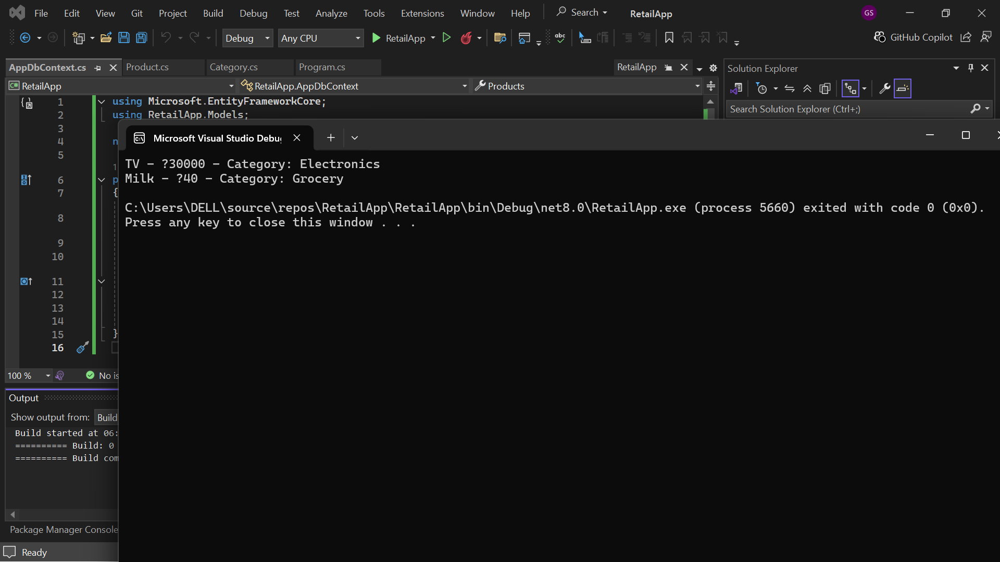 File Edit View Git Project Build Debug Test Analyze Tools Extensions Window Help Search RetailApp GS
Debug Any CPU RetailApp abc GitHub Copilot
AppDbContext.cs Product.cs Category.cs Program.cs RetailApp
Solution Explorer
C# RetailApp RetailApp.AppDbContext Products
Search Solution Explorer (Ctrl+;)
1 using Microsoft.EntityFrameworkCore;
2 using RetailApp.Models;
3
4 n
5
1
6 p
7 {
8
9
10
11
12
13
14
15 }
16
Microsoft Visual Studio Debu
TV - ?30000 - Category: Electronics
Milk - ?40 - Category: Grocery
C:\Users\DELL\source\repos\RetailApp\RetailApp\bin\Debug\net8.0\RetailApp.exe (process 5660) exited with code 0 (0x0).
Press any key to close this window . . .
100 % No is
Output
Show output from: Build
Build started at 06:
========== Build: 0
========== Build com
Package Manager Console
Ready